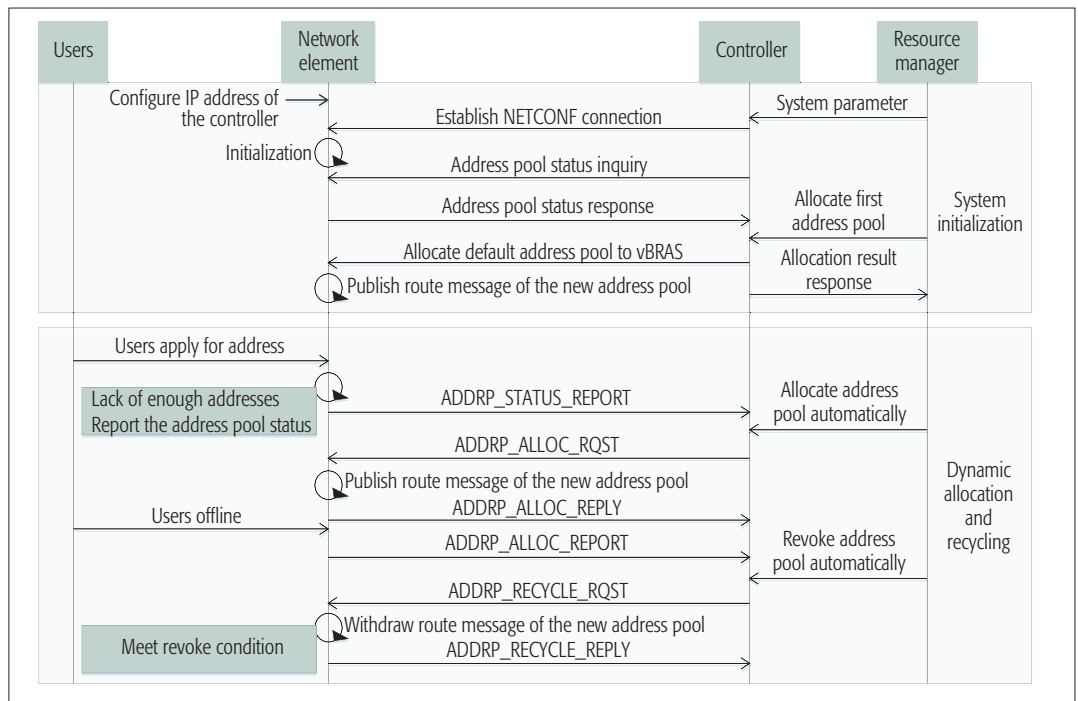 Users
Network
element
Controller
Resource
manager
Configure IP address of
the controller
System parameter
Establish NETCONF connection
Initialization
Address pool status inquiry
Address pool status response
Allocate first
address pool
System
initialization
Allocate default address pool to vBRAS
Allocation result
response
Publish route message of the new address pool
Users apply for address
Lack of enough addresses
Report the address pool status
ADDRP_STATUS_REPORT
Allocate address
pool automatically
ADDRP_ALLOC_RQST
Publish route message of the new address pool
Dynamic
allocation
and
recycling
ADDRP_ALLOC_REPLY
Users offline
ADDRP_ALLOC_REPORT
Revoke address
pool automatically
ADDRP_RECYCLE_RQST
Withdraw route message of the new address pool
Meet revoke condition
ADDRP_RECYCLE_REPLY